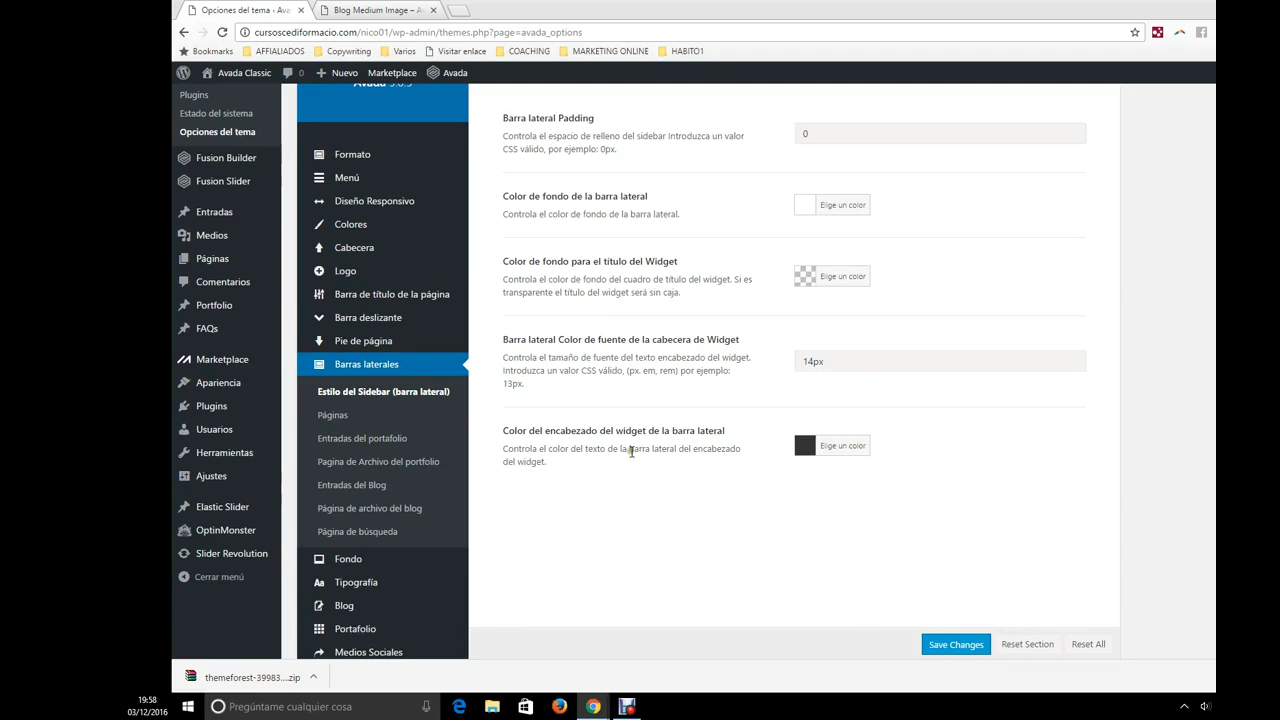 Opciones del tema ‹ Ava
Blog Medium Image – Av
cursoscediformacio.com/nico01/wp-admin/themes.php?page=avada_options
Bookmarks
AFFILIADOS
Copywriting
Varios
Visitar enlace
COACHING
MARKETING ONLINE
HABITO1
Avada Classic
0
Nuevo
Marketplace
Avada
Plugins
Estado del sistema
Opciones del tema
Fusion Builder
Fusion Slider
Entradas
Medios
Páginas
Comentarios
Portfolio
FAQs
Marketplace
Apariencia
Plugins
Usuarios
Herramientas
Ajustes
Elastic Slider
OptinMonster
Slider Revolution
Cerrar menú
Formato
Menú
Diseño Responsivo
Colores
Cabecera
Logo
Barra de título de la página
Barra deslizante
Pie de página
Barras laterales
Estilo del Sidebar (barra lateral)
Páginas
Entradas del portafolio
Pagina de Archivo del portfolio
Entradas del Blog
Página de archivo del blog
Página de búsqueda
Fondo
Tipografía
Blog
Portafolio
Medios Sociales
Barra lateral Padding
Controla el espacio de relleno del sidebar Introduzca un valor
CSS válido, por ejemplo: 0px.
0
Color de fondo de la barra lateral
Controla el color de fondo de la barra lateral.
Elige un color
Color de fondo para el título del Widget
Controla el color de fondo del cuadro de título del widget. Si es
transparente el título del widget será sin caja.
Elige un color
Barra lateral Color de fuente de la cabecera de Widget
Controla el tamaño de fuente del texto encabezado del widget.
Introduzca un valor CSS válido, (px. em, rem) por ejemplo:
13px.
14px
Color del encabezado del widget de la barra lateral
Controla el color del texto de la barra lateral del encabezado
del widget.
Elige un color
Save Changes
Reset Section
Reset All
themeforest-39983....zip
19:58
03/12/2016
Pregúntame cualquier cosa